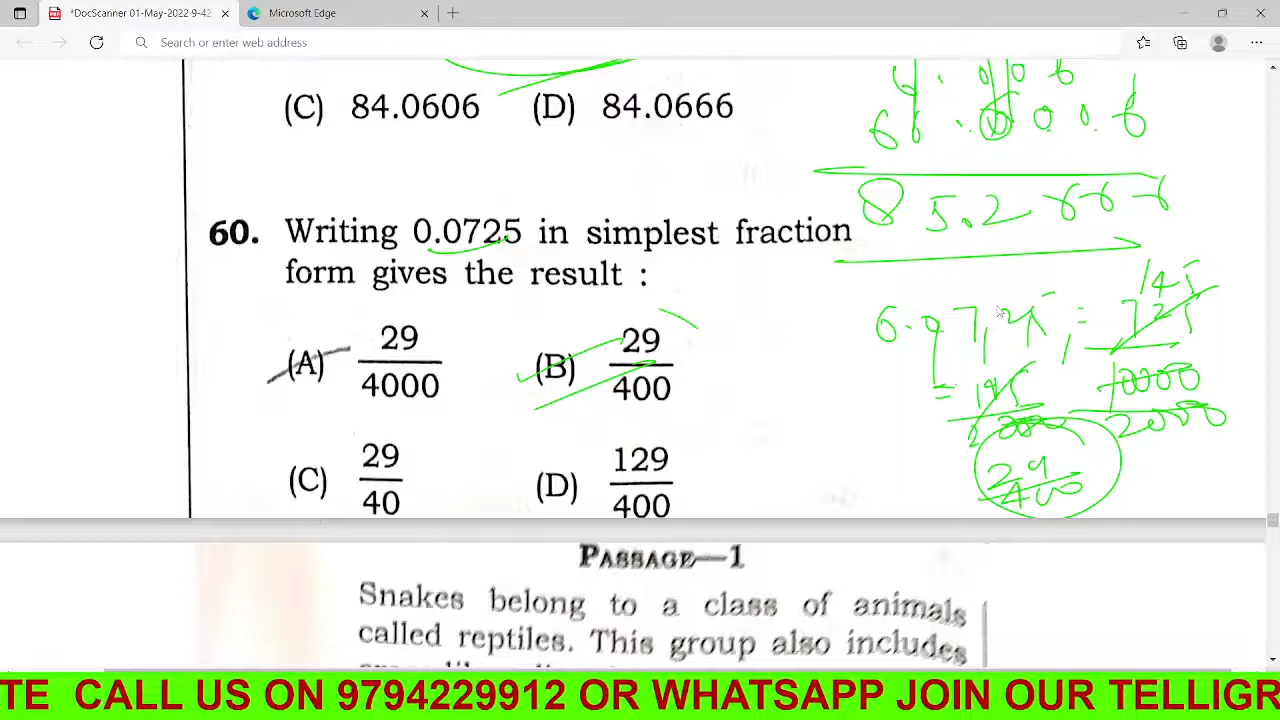 *DocScanner 01-May-2022 9-42
Microsoft Edge
Search or enter web address
(C) 84.0606 (D) 84.0666
85.2666
60. Writing 0.0725 in simplest fraction
form gives the result :
(A) 29/4000 (B) 29/400
(C) 29/40 (D) 129/400
145
725
10000
2000
29/400
PASSAGE—1
Snakes belong to a class of animals
called reptiles. This group also includes
TE CALL US ON 9794229912 OR WHATSAPP JOIN OUR TELLIGR